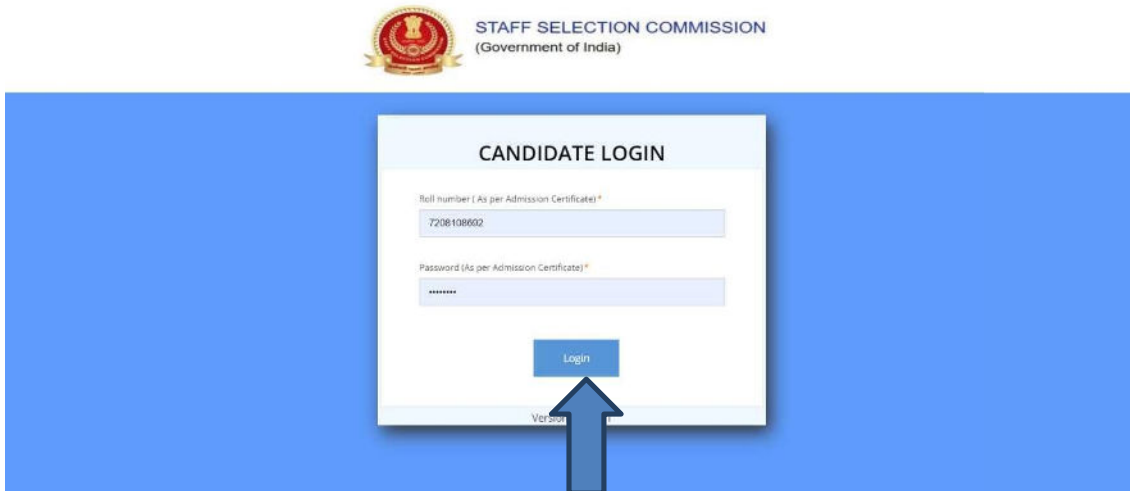 STAFF SELECTION COMMISSION
(Government of India)
CANDIDATE LOGIN
Roll number ( As per Admission Certificate) *
7208108602
Password (As per Admission Certificate) *
••••••••
Login